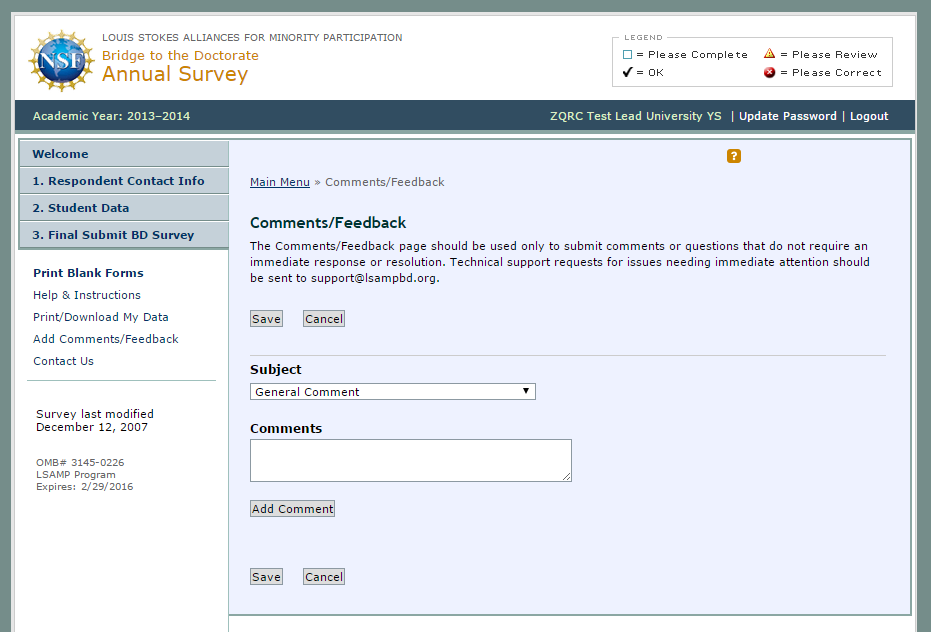 NSF
LOUIS STOKES ALLIANCES FOR MINORITY PARTICIPATION
Bridge to the Doctorate
Annual Survey
LEGEND
= Please Complete
= Please Review
= OK
= Please Correct
Academic Year: 2013–2014
ZQRC Test Lead University YS | Update Password | Logout
Welcome
1. Respondent Contact Info
2. Student Data
3. Final Submit BD Survey
Print Blank Forms
Help & Instructions
Print/Download My Data
Add Comments/Feedback
Contact Us
Survey last modified
December 12, 2007
OMB# 3145-0226
LSAMP Program
Expires: 2/29/2016
?
Main Menu » Comments/Feedback
Comments/Feedback
The Comments/Feedback page should be used only to submit comments or questions that do not require an
immediate response or resolution. Technical support requests for issues needing immediate attention should
be sent to support@lsampbd.org.
Save Cancel
Subject
General Comment
Comments
Add Comment
Save Cancel